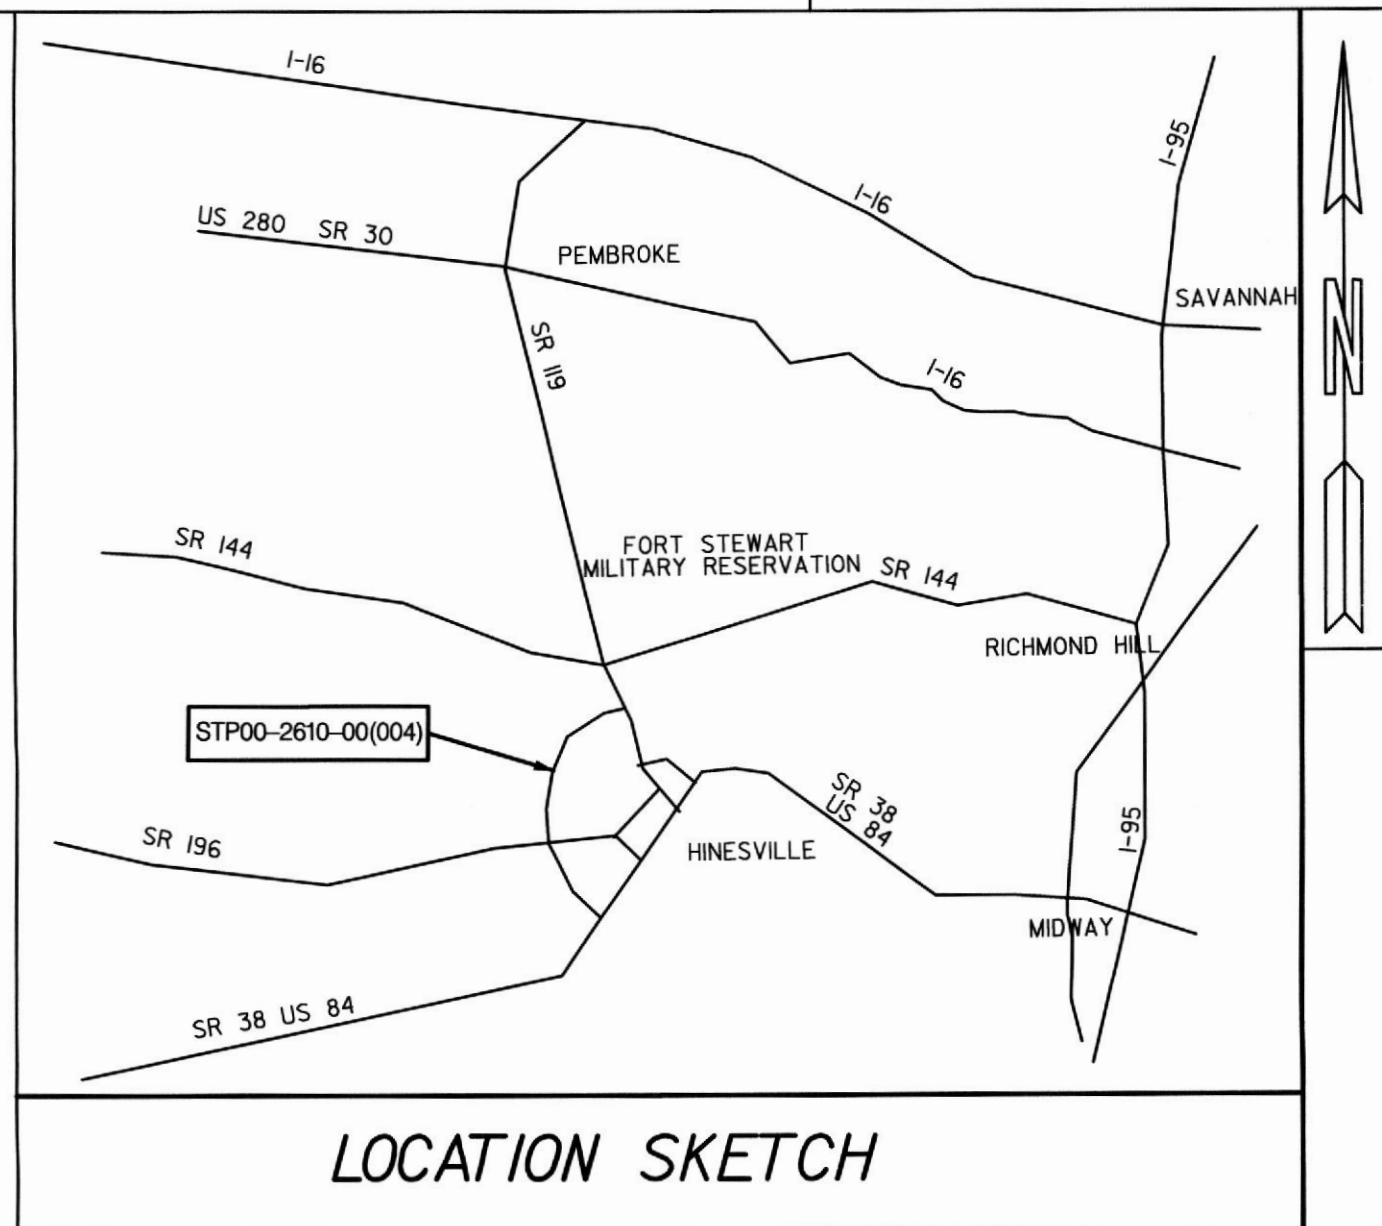 I-16
I-95
I-16
US 280 SR 30
PEMBROKE
SAVANNAH
N
SR 119
I-16
SR 144
FORT STEWART
MILITARY RESERVATION
SR 144
RICHMOND HILL
STP00-2610-00(004)
SR 38
US 84
SR 196
HINESVILLE
I-95
MIDWAY
SR 38 US 84
LOCATION SKETCH